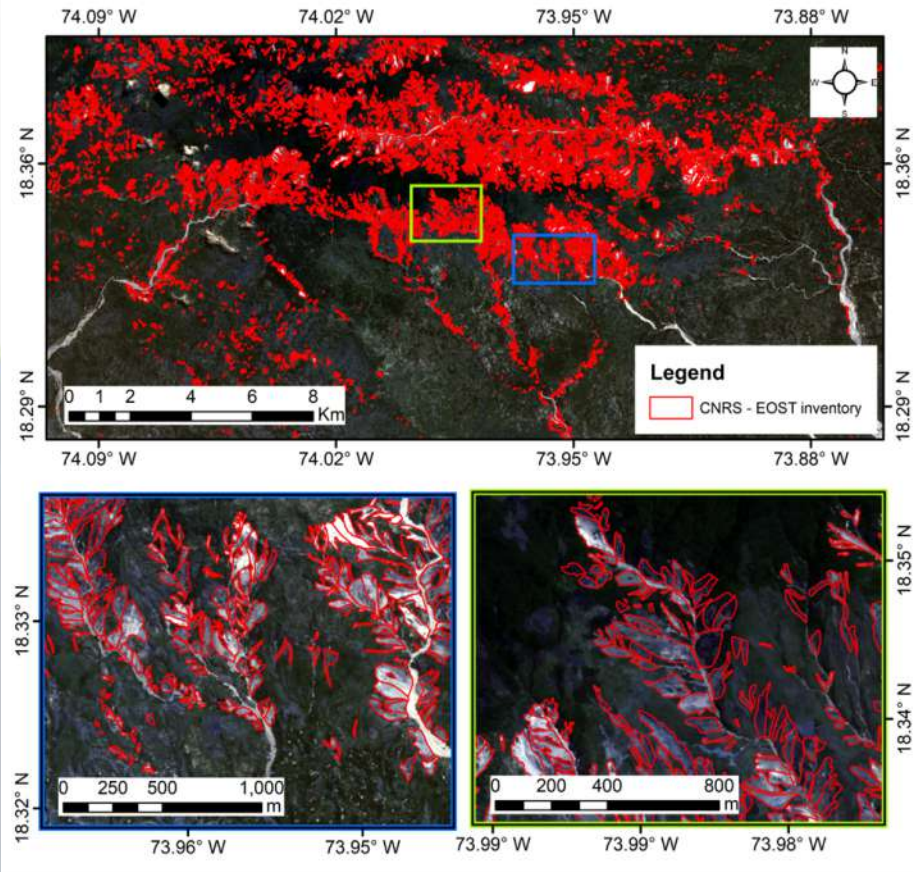 74.09° W 74.02° W 73.95° W 73.88° W
N
W E
S
18.36° N 18.36° N
0 1 2 4 6 8
Km
Legend
CNRS - EOST inventory
18.29° N 18.29° N
74.09° W 74.02° W 73.95° W 73.88° W
18.35° N
18.33° N
18.34° N
0 250 500 1,000
m
0 200 400 800
m
18.32° N
73.96° W 73.95° W 73.99° W 73.99° W 73.98° W